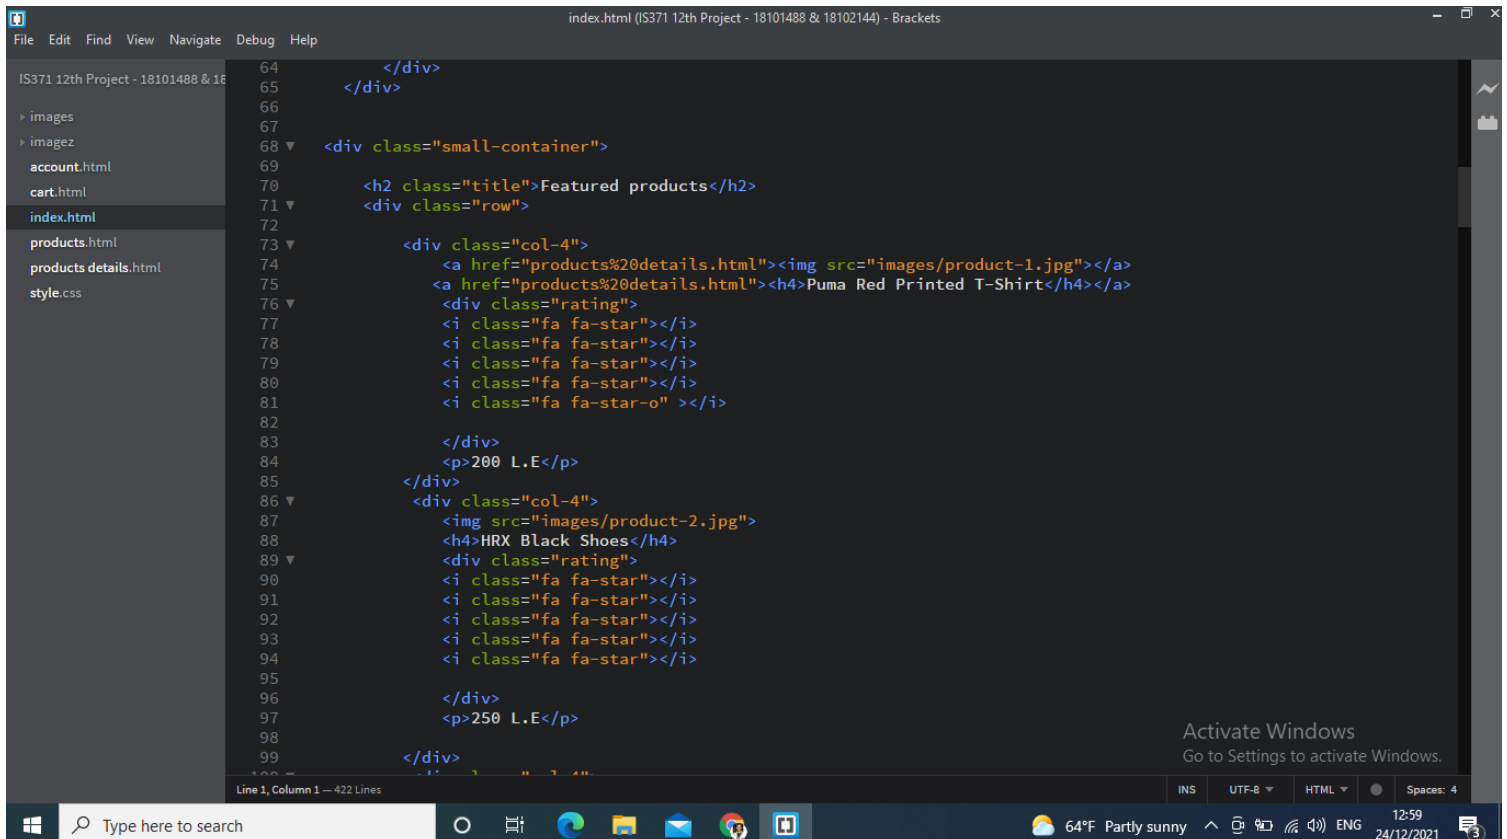 index.html (IS371 12th Project - 18101488 & 18102144) - Brackets
File Edit Find View Navigate Debug Help
IS371 12th Project - 18101488 & 18
images
imagez
account.html
cart.html
index.html
products.html
products details.html
style.css
64 </div>
65 </div>
66
67
68 <div class="small-container">
69
70 <h2 class="title">Featured products</h2>
71 <div class="row">
72
73 <div class="col-4">
74 <a href="products%20details.html"><img src="images/product-1.jpg"></a>
75 <a href="products%20details.html"><h4>Puma Red Printed T-Shirt</h4></a>
76 <div class="rating">
77 <i class="fa fa-star"></i>
78 <i class="fa fa-star"></i>
79 <i class="fa fa-star"></i>
80 <i class="fa fa-star"></i>
81 <i class="fa fa-star-o" ></i>
82
83 </div>
84 <p>200 L.E</p>
85 </div>
86 <div class="col-4">
87 <img src="images/product-2.jpg">
88 <h4>HRX Black Shoes</h4>
89 <div class="rating">
90 <i class="fa fa-star"></i>
91 <i class="fa fa-star"></i>
92 <i class="fa fa-star"></i>
93 <i class="fa fa-star"></i>
94 <i class="fa fa-star"></i>
95
96 </div>
97 <p>250 L.E</p>
98
99 </div>
Activate Windows
Go to Settings to activate Windows.
Line 1, Column 1 — 422 Lines
INS UTF-8 HTML Spaces: 4
Type here to search
64°F Partly sunny ENG
12:59
24/12/2021
3